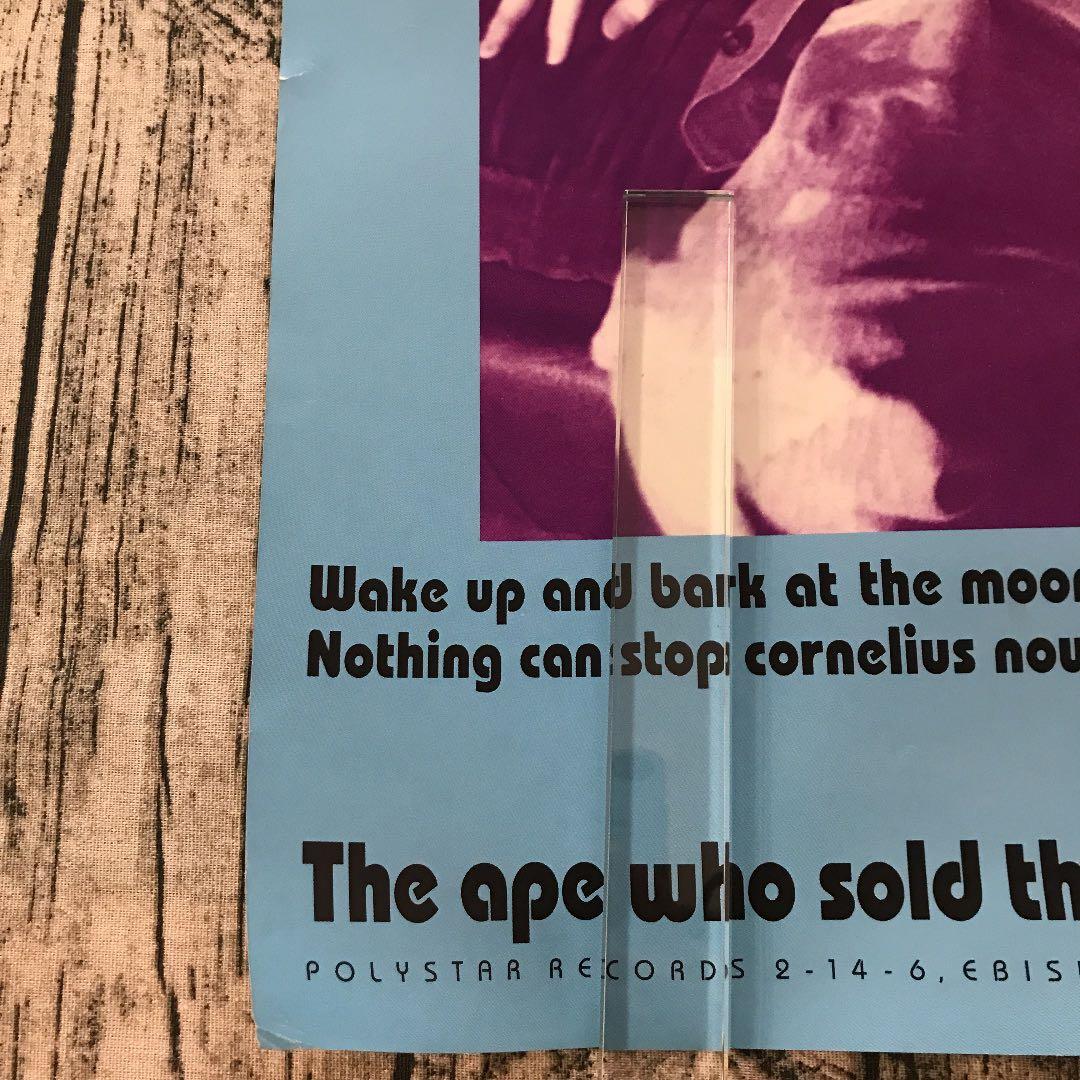 Wake up and bark at the moon
Nothing can stop cornelius now
The ape who sold th
POLYSTAR RECORDS 2-14-6, EBIS